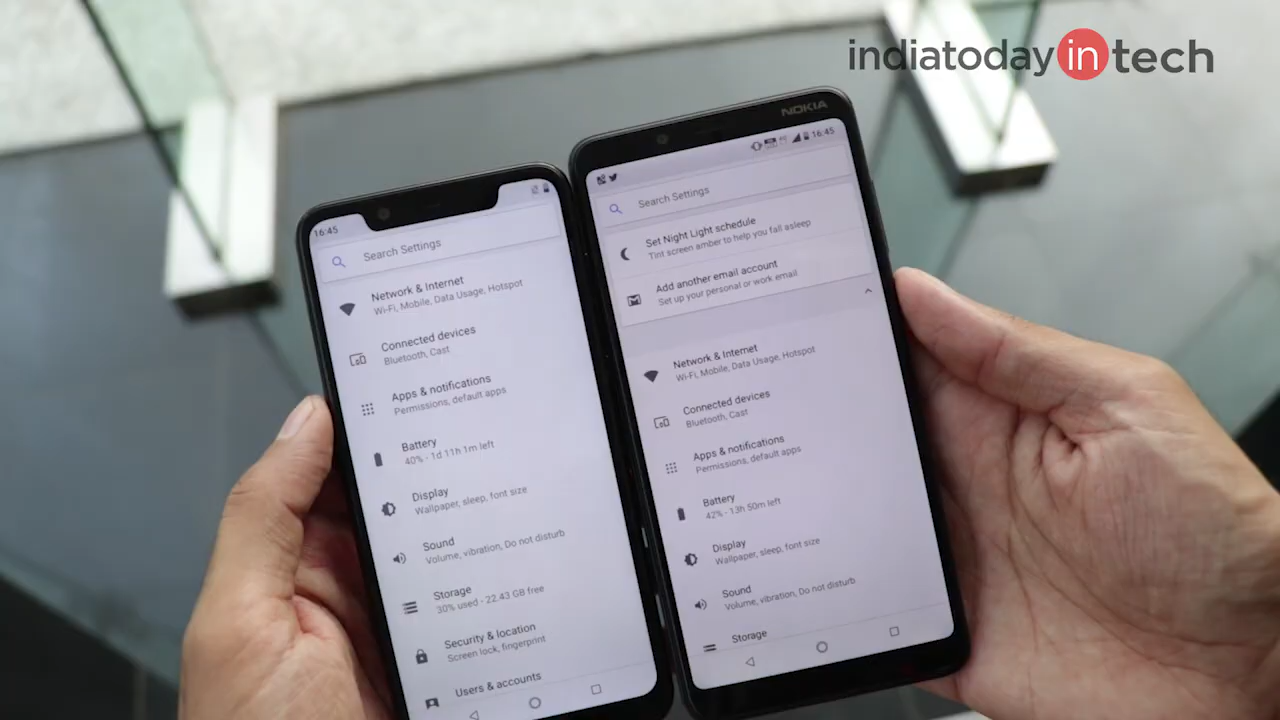 indiatoday in tech
16:45
Search Settings
Network & Internet
Wi-Fi, Mobile, Data Usage, Hotspot
Connected devices
Bluetooth, Cast
Apps & notifications
Permissions, default apps
Battery
40% - 1d 11h 1m left
Display
Wallpaper, sleep, font size
Sound
Volume, vibration, Do not disturb
Storage
30% used - 22.43 GB free
Security & location
Screen lock, fingerprint
Users & accounts
NOKIA
16:45
Search Settings
Set Night Light schedule
Tint screen amber to help you fall asleep
Add another email account
Set up your personal or work email
Network & Internet
Wi-Fi, Mobile, Data Usage, Hotspot
Connected devices
Bluetooth, Cast
Apps & notifications
Permissions, default apps
Battery
42% - 13h 50m left
Display
Wallpaper, sleep, font size
Sound
Volume, vibration, Do not disturb
Storage